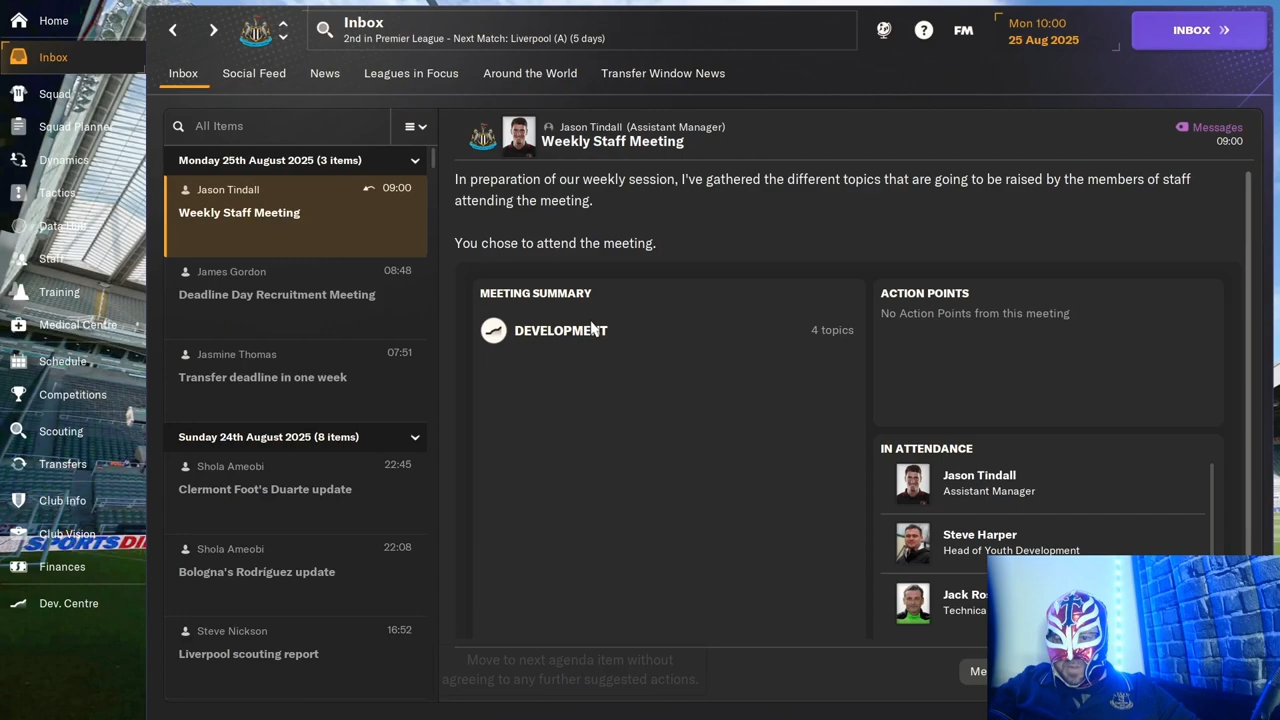 Home
Inbox
Squad
Squad Planner
Dynamics
Tactics
Data Hub
Staff
Training
Medical Centre
Schedule
Competitions
Scouting
Transfers
Club Info
Club Vision
SPORTS DI
Finances
Dev. Centre
Inbox
2nd in Premier League - Next Match: Liverpool (A) (5 days)
?
FM
Mon 10:00
25 Aug 2025
INBOX
Inbox
Social Feed
News
Leagues in Focus
Around the World
Transfer Window News
All Items
Monday 25th August 2025 (3 items)
Jason Tindall
09:00
Weekly Staff Meeting
James Gordon
08:48
Deadline Day Recruitment Meeting
Jasmine Thomas
07:51
Transfer deadline in one week
Sunday 24th August 2025 (8 items)
Shola Ameobi
22:45
Clermont Foot's Duarte update
Shola Ameobi
22:08
Bologna's Rodríguez update
Steve Nickson
16:52
Liverpool scouting report
Jason Tindall (Assistant Manager)
Weekly Staff Meeting
Messages
09:00
In preparation of our weekly session, I've gathered the different topics that are going to be raised by the members of staff
attending the meeting.
You chose to attend the meeting.
MEETING SUMMARY
DEVELOPMENT
4 topics
ACTION POINTS
No Action Points from this meeting
IN ATTENDANCE
Jason Tindall
Assistant Manager
Steve Harper
Head of Youth Development
Jack Ro
Technica
Move to next agenda item without
agreeing to any further suggested actions.
Me